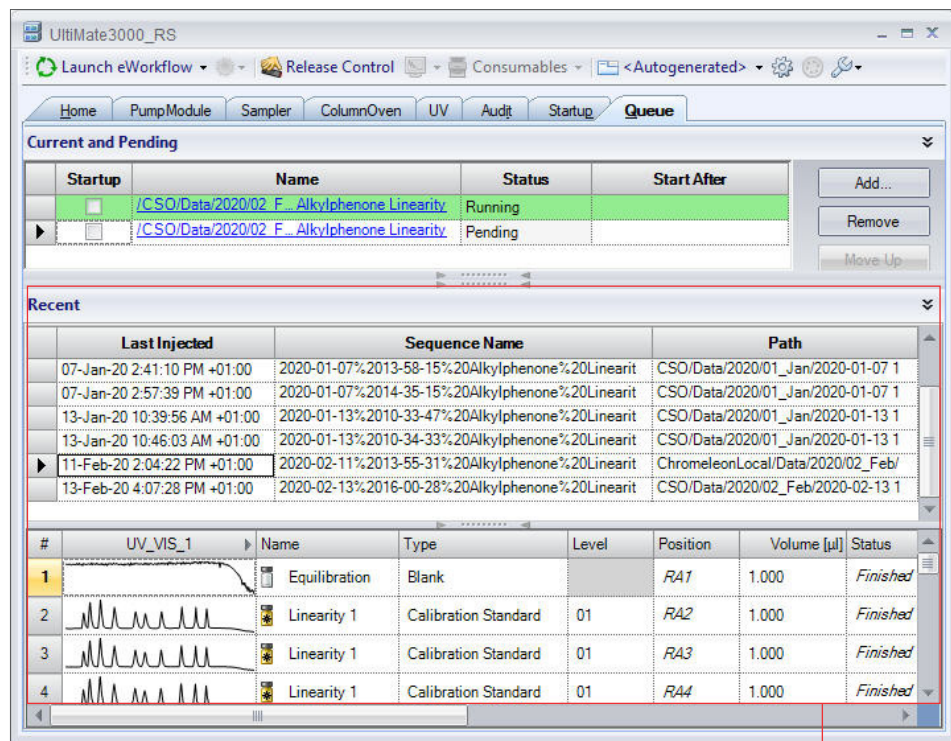 UltiMate3000_RS
Launch eWorkflow Release Control Consumables <Autogenerated>
Home PumpModule Sampler ColumnOven UV Audit Startup Queue
Current and Pending
Startup Name Status Start After
/CSO/Data/2020/02_F... Alkylphenone Linearity Running
/CSO/Data/2020/02_F... Alkylphenone Linearity Pending
Add...
Remove
Move Up
Recent
Last Injected Sequence Name Path
07-Jan-20 2:41:10 PM +01:00 2020-01-07%2013-58-15%20Alkylphenone%20Linearit CSO/Data/2020/01_Jan/2020-01-07 1
07-Jan-20 2:57:39 PM +01:00 2020-01-07%2014-35-15%20Alkylphenone%20Linearit CSO/Data/2020/01_Jan/2020-01-07 1
13-Jan-20 10:39:56 AM +01:00 2020-01-13%2010-33-47%20Alkylphenone%20Linearit CSO/Data/2020/01_Jan/2020-01-13 1
13-Jan-20 10:46:03 AM +01:00 2020-01-13%2010-34-33%20Alkylphenone%20Linearit CSO/Data/2020/01_Jan/2020-01-13 1
11-Feb-20 2:04:22 PM +01:00 2020-02-11%2013-55-31%20Alkylphenone%20Linearit ChromeleonLocal/Data/2020/02_Feb/
13-Feb-20 4:07:28 PM +01:00 2020-02-13%2016-00-28%20Alkylphenone%20Linearit CSO/Data/2020/02_Feb/2020-02-13 1
# UV_VIS_1 Name Type Level Position Volume [µl] Status
1 Equilibration Blank RA1 1.000 Finished
2 Linearity 1 Calibration Standard 01 RA2 1.000 Finished
3 Linearity 1 Calibration Standard 01 RA3 1.000 Finished
4 Linearity 1 Calibration Standard 01 RA4 1.000 Finished